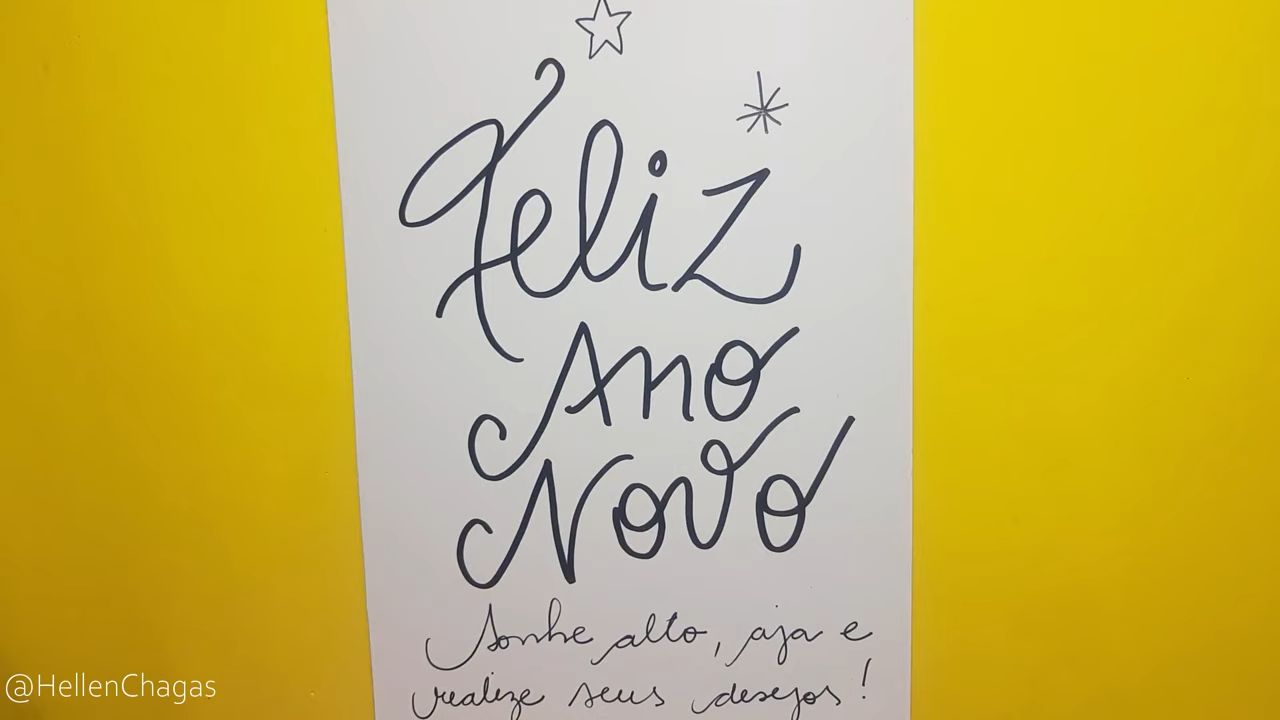 Feliz
Ano
Novo
Sonhe alto, aja e
realize seus desejos!
@HellenChagas